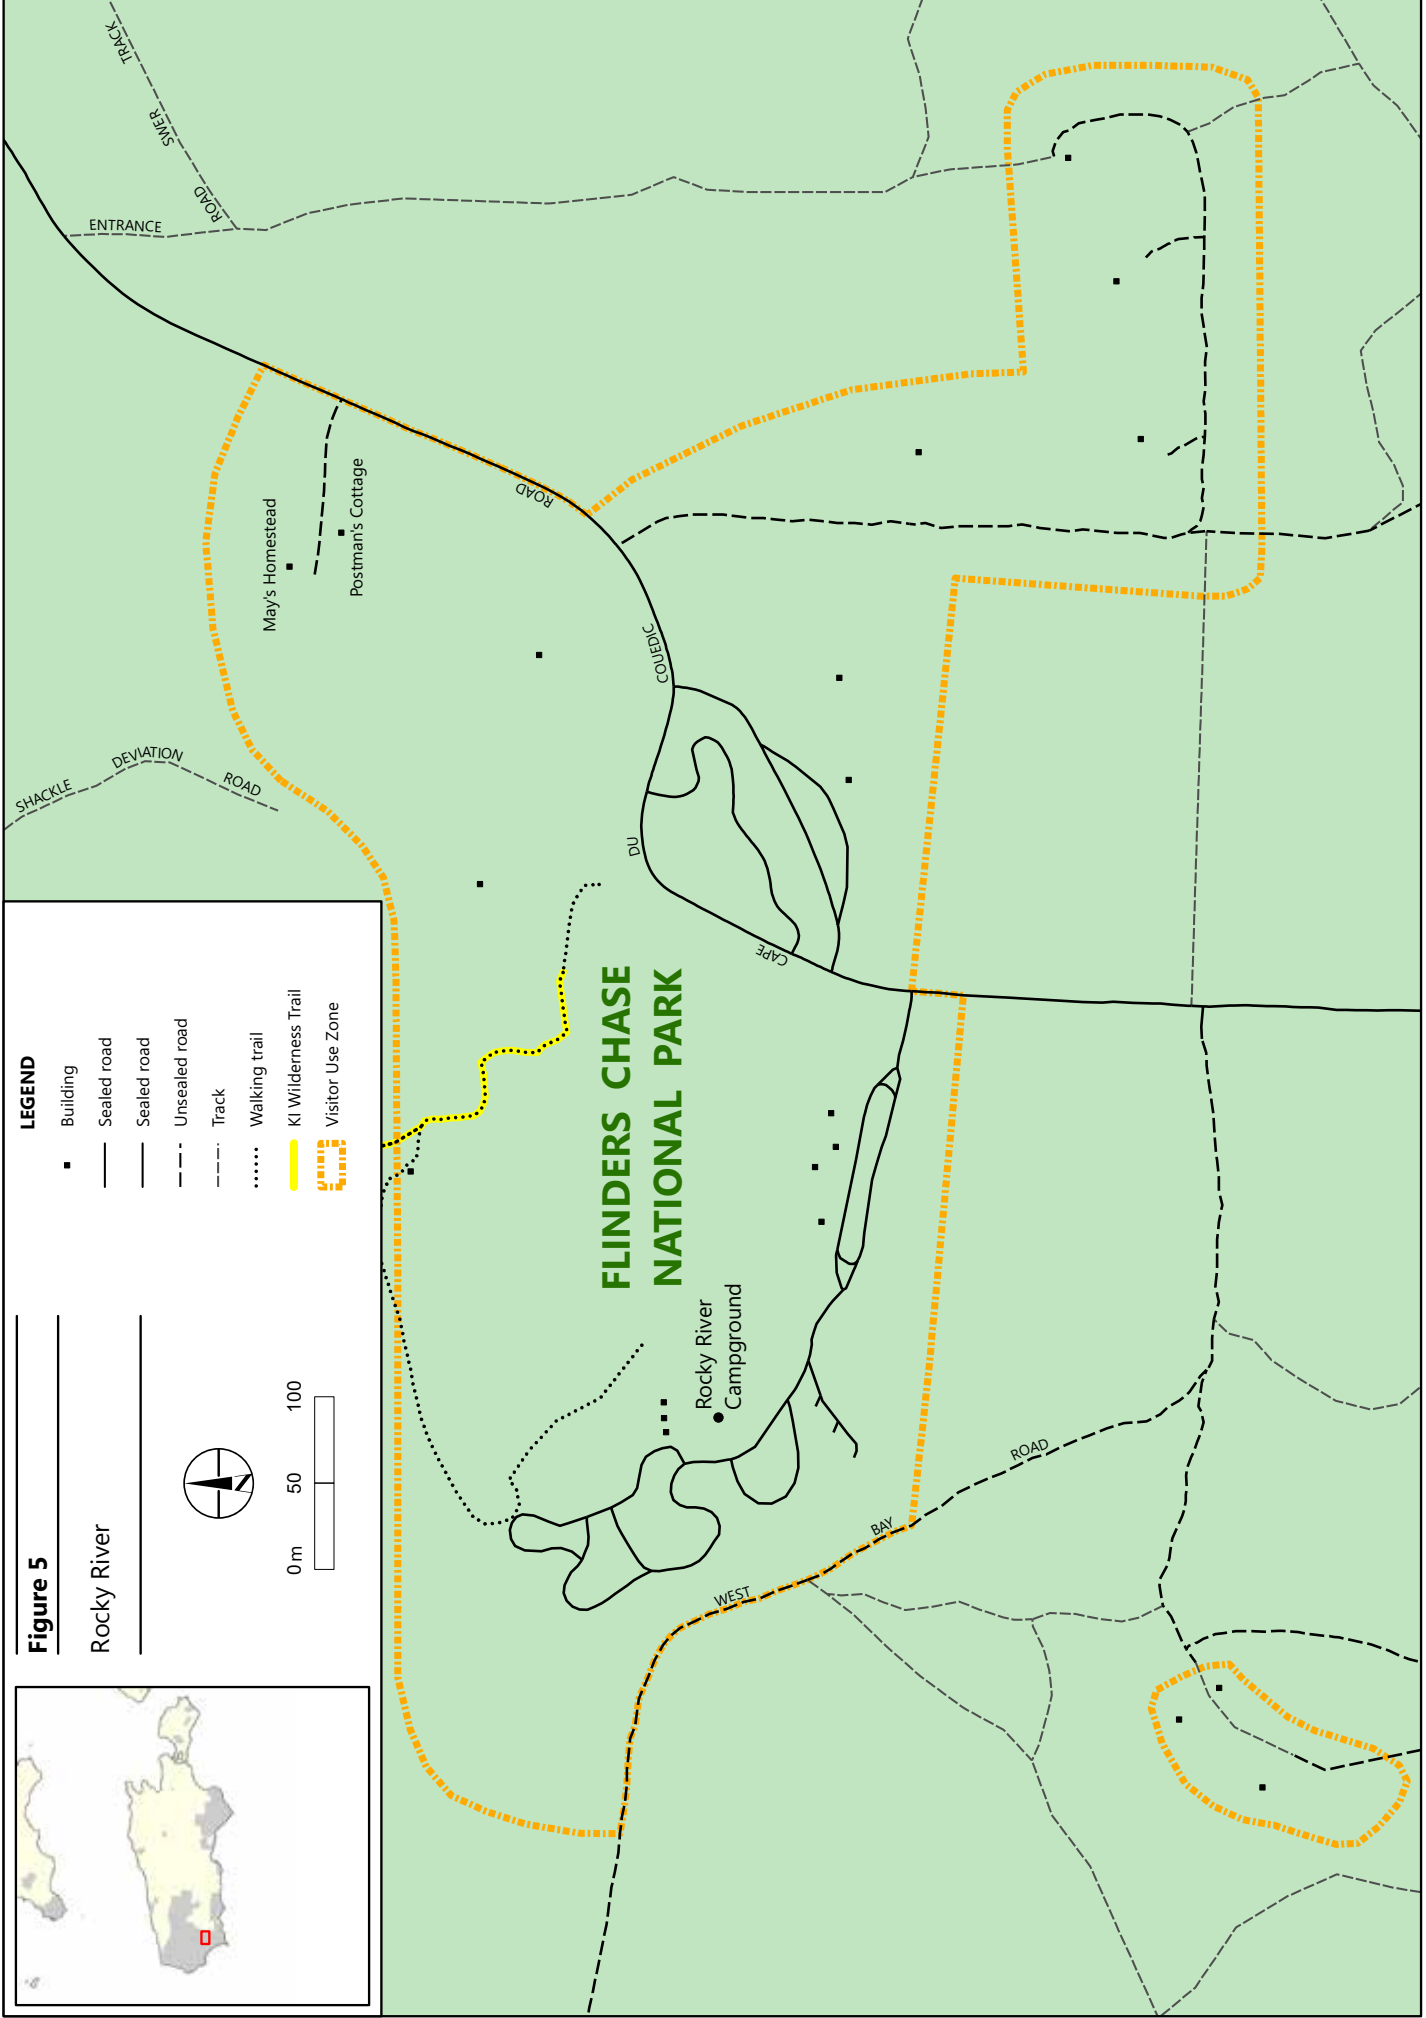 Figure 5
Rocky River
0 m 50 100
LEGEND
Building
Sealed road
Sealed road
Unsealed road
Track
Walking trail
KI Wilderness Trail
Visitor Use Zone
SHACKLE
DEVIATION
ROAD
May's Homestead
Postman's Cottage
ENTRANCE
ROAD
SWER
TRACK
FLINDERS CHASE
NATIONAL PARK
Rocky River
Campground
CAPE
DU
COUEDIC
ROAD
WEST
BAY
ROAD